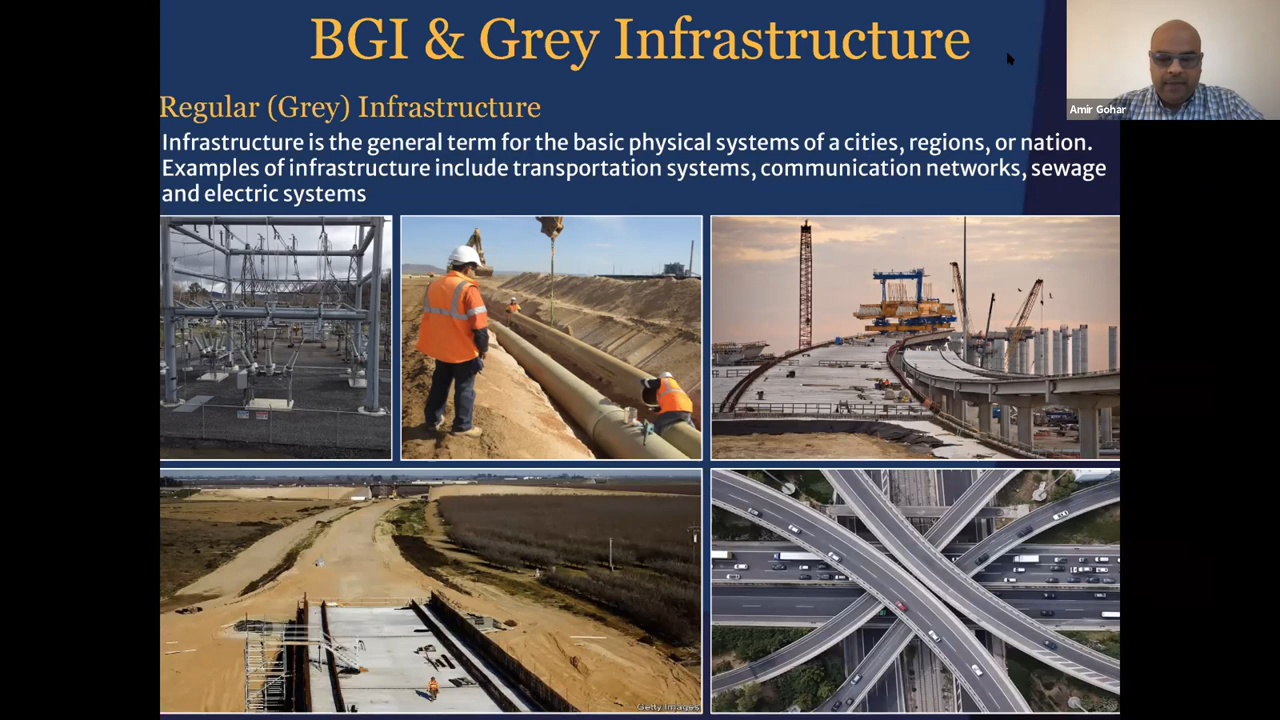 BGI & Grey Infrastructure
Amir Gohar
Regular (Grey) Infrastructure
Infrastructure is the general term for the basic physical systems of a cities, regions, or nation.
Examples of infrastructure include transportation systems, communication networks, sewage
and electric systems
Getty Images